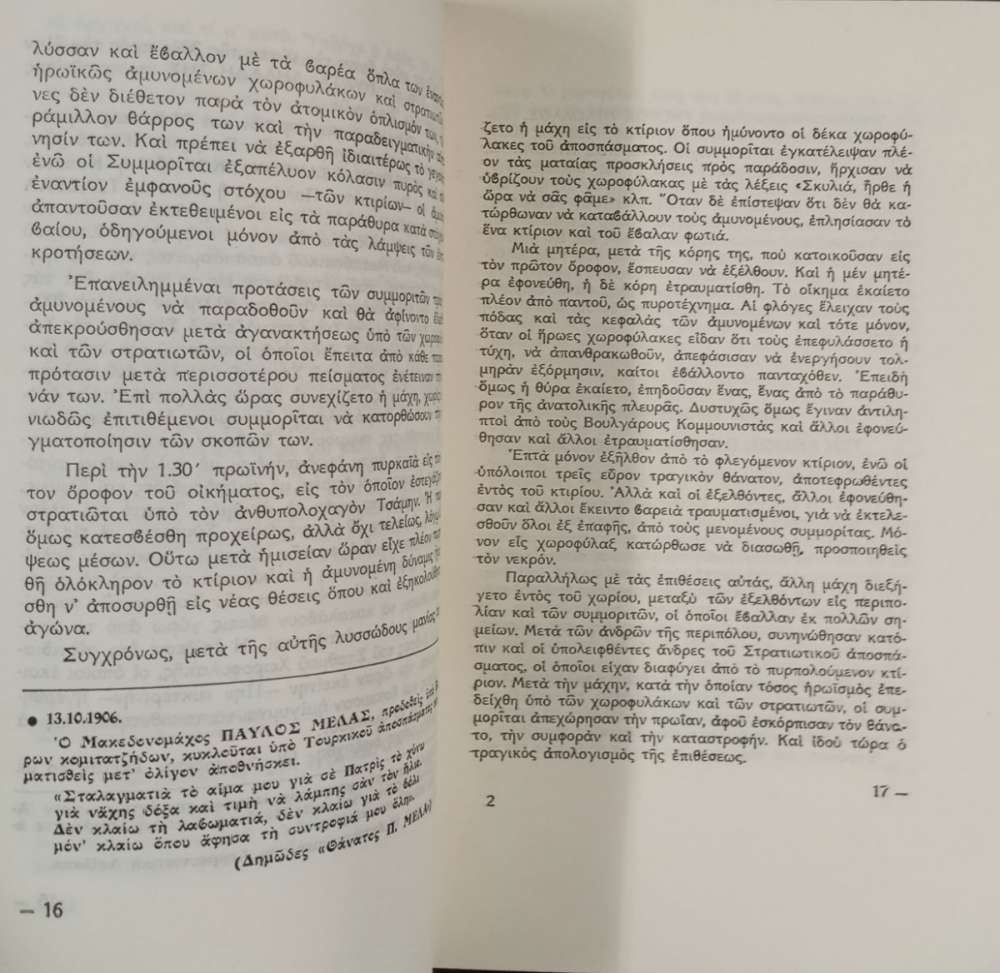 λύσσαν καὶ ἔβαλλον μὲ τὰ βαρέα ὅπλα των
ἡρωϊκῶς ἀμυνομένων χωροφυλάκων καὶ
νες δὲν διέθετον παρὰ τὸν ἀτομικὸν ὁπλισμόν των,
ράμιλλον θάρρος των καὶ τὴν παραδειγματικὴν
νησίν των. Καὶ πρέπει νὰ ἐξαρθῇ ἰδιαιτέρως τὸ
ἐνῶ οἱ Συμμορῖται ἐξαπέλυον κόλασιν πυρὸς καὶ
ἐναντίον ἐμφανοῦς στόχου —τῶν κτιρίων— οἱ
ἀπαντοῦσαν ἐκτεθειμένοι εἰς τὰ παράθυρα κατὰ
βαίου, ὁδηγούμενοι μόνον ἀπὸ τὰς λάμψεις τῶν
κροτήσεων.
Ἐπανειλημμέναι προτάσεις τῶν συμμοριτῶν
ἀμυνομένους νὰ παραδοθοῦν καὶ θὰ ἀφίνοντο
ἀπεκρούσθησαν μετὰ ἀγανακτήσεως ὑπὸ τῶν
καὶ τῶν στρατιωτῶν, οἱ ὁποῖοι ἔπειτα ἀπὸ κάθε
πρότασιν μετὰ περισσοτέρου πείσματος ἐνέτειναν
νάν των. Ἐπὶ πολλὰς ὥρας συνεχίζετο ἡ μάχη,
νιωδῶς ἐπιτιθέμενοι συμμορῖται νὰ κατορθώσουν
γματοποίησιν τῶν σκοπῶν των.
Περὶ τὴν 1.30′ πρωϊνήν, ἀνεφάνη πυρκαϊὰ εἰς
τον ὄροφον τοῦ οἰκήματος, εἰς τὸν ὁποῖον
στρατιῶται ὑπὸ τὸν ἀνθυπολοχαγὸν Τσάμην. Ἡ
ὅμως κατεσβέσθη προχείρως, ἀλλὰ ὄχι τελείως,
ψεως μέσων. Οὕτω μετὰ ἡμισείαν ὥραν εἶχε πλέον
θῆ ὁλόκληρον τὸ κτίριον καὶ ἡ ἀμυνομένη δύναμις
σθη ν' ἀποσυρθῇ εἰς νέας θέσεις ὅπου καὶ
ἀγώνα.
Συγχρόνως, μετὰ τῆς αὐτῆς λυσσώδους μανίας
● 13.10.1906.
Ὁ Μακεδονομάχος ΠΑΥΛΟΣ ΜΕΛΑΣ, προδοθεὶς
ρων κομιτατζήδων, κυκλοῦται ὑπὸ Τουρκικοῦ ἀποσπάσματος
ματισθεὶς μετ' ὀλίγον ἀποθνήσκει.
«Σταλαγματιὰ τὸ αἷμα μου γιὰ σὲ Πατρὶς τὸ χύνω
γιὰ νἄχης δόξα καὶ τιμὴ νὰ λάμπης σὰν τὸν ἥλιο.
Δὲν κλαίω τὴ λαβωματιά, δὲν κλαίω γιὰ τὸ βόλι
μόν' κλαίω ὅπου ἄφησα τὴ συντροφιά μου ὅλη».
(Δημῶδες «Θάνατος Π. ΜΕΛΑ»)
— 16
ζετο ἡ μάχη εἰς τὸ κτίριον ὅπου ἠμύνοντο οἱ δέκα χωροφύ-
λακες τοῦ ἀποσπάσματος. Οἱ συμμορῖται ἐγκατέλειψαν πλέ-
ον τὰς ματαίας προσκλήσεις πρὸς παράδοσιν, ἤρχισαν νὰ
ὑβρίζουν τοὺς χωροφύλακας μὲ τὰς λέξεις «Σκυλιά, ἦρθε ἡ
ὥρα νὰ σᾶς φᾶμε» κλπ. Ὅταν δὲ ἐπίστεψαν ὅτι δὲν θὰ κα-
τώρθωναν νὰ καταβάλλουν τοὺς ἀμυνομένους, ἐπλησίασαν τὸ
ἕνα κτίριον καὶ τοῦ ἔβαλαν φωτιά.
Μιὰ μητέρα, μετὰ τῆς κόρης της, ποὺ κατοικοῦσαν εἰς
τὸν πρῶτον ὄροφον, ἔσπευσαν νὰ ἐξέλθουν. Καὶ ἡ μὲν μητέ-
ρα ἐφονεύθη, ἡ δὲ κόρη ἐτραυματίσθη. Τὸ οἴκημα ἐκαίετο
πλέον ἀπὸ παντοῦ, ὡς πυροτέχνημα. Αἱ φλόγες ἔλειχαν τοὺς
πόδας καὶ τὰς κεφαλὰς τῶν ἀμυνομένων καὶ τότε μόνον,
ὅταν οἱ ἥρωες χωροφύλακες εἶδαν ὅτι τοὺς ἐπεφυλάσσετο ἡ
τύχη, νὰ ἀπανθρακωθοῦν, ἀπεφάσισαν νὰ ἐνεργήσουν τολ-
μηρὰν ἐξόρμησιν, καίτοι ἐβάλλοντο πανταχόθεν. Ἐπειδὴ
ὅμως ἡ θύρα ἐκαίετο, ἐπηδοῦσαν ἕνας, ἕνας ἀπὸ τὸ παράθυ-
ρον τῆς ἀνατολικῆς πλευρᾶς. Δυστυχῶς ὅμως ἔγιναν ἀντιλη-
πτοὶ ἀπὸ τοὺς Βουλγάρους Κομμουνιστὰς καὶ ἄλλοι ἐφονεύ-
θησαν καὶ ἄλλοι ἐτραυματίσθησαν.
Ἑπτὰ μόνον ἐξῆλθον ἀπὸ τὸ φλεγόμενον κτίριον, ἐνῶ οἱ
ὑπόλοιποι τρεῖς εὗρον τραγικὸν θάνατον, ἀποτεφρωθέντες
ἐντὸς τοῦ κτιρίου. Ἀλλὰ καὶ οἱ ἐξελθόντες, ἄλλοι ἐφονεύθη-
σαν καὶ ἄλλοι ἔκειντο βαρειὰ τραυματισμένοι, γιὰ νὰ ἐκτελε-
σθοῦν ὅλοι ἐξ ἐπαφῆς, ἀπὸ τοὺς μενομένους συμμορίτας. Μό-
νον εἷς χωροφύλαξ, κατώρθωσε νὰ διασωθῇ, προσποιηθεὶς
τὸν νεκρόν.
Παραλλήλως μὲ τὰς ἐπιθέσεις αὐτάς, ἄλλη μάχη διεξή-
γετο ἐντὸς τοῦ χωρίου, μεταξὺ τῶν ἐξελθόντων εἰς περιπο-
λίαν καὶ τῶν συμμοριτῶν, οἱ ὁποῖοι ἔβαλλαν ἐκ πολλῶν ση-
μείων. Μετὰ τῶν ἀνδρῶν τῆς περιπόλου, συνηνώθησαν κατό-
πιν καὶ οἱ ὑπολειφθέντες ἄνδρες τοῦ Στρατιωτικοῦ ἀποσπά-
σματος, οἱ ὁποῖοι εἶχαν διαφύγει ἀπὸ τὸ πυρπολούμενον κτί-
ριον. Μετὰ τὴν μάχην, κατὰ τὴν ὁποίαν τόσος ἡρωϊσμὸς ἐπε-
δείχθη ὑπὸ τῶν χωροφυλάκων καὶ τῶν στρατιωτῶν, οἱ συμ-
μορῖται ἀπεχώρησαν τὴν πρωΐαν, ἀφοῦ ἐσκόρπισαν τὸν θάνα-
το, τὴν συμφορὰν καὶ τὴν καταστροφήν. Καὶ ἰδοὺ τώρα ὁ
τραγικὸς ἀπολογισμὸς τῆς ἐπιθέσεως.
2
17 —